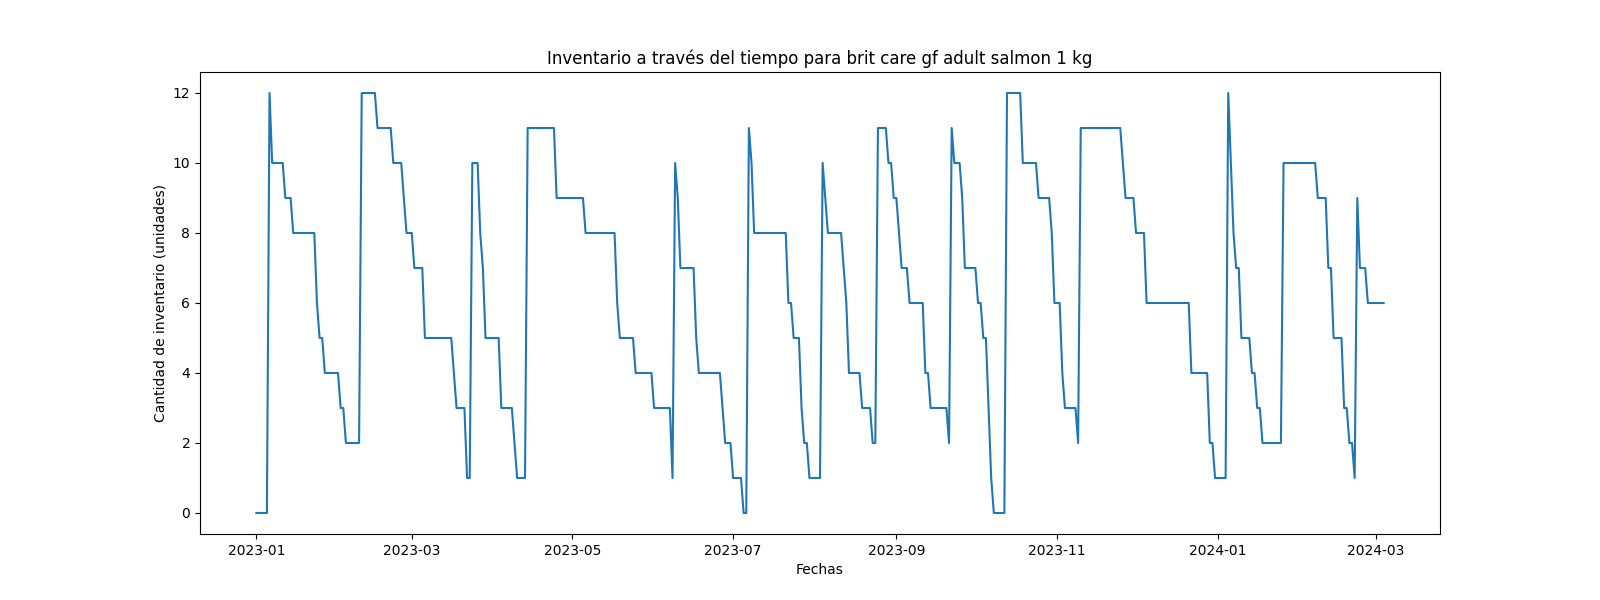 Inventario a través del tiempo para brit care gf adult salmon 1 kg
Cantidad de inventario (unidades)
12
10
8
6
4
2
0
2023-01 2023-03 2023-05 2023-07 2023-09 2023-11 2024-01 2024-03
Fechas